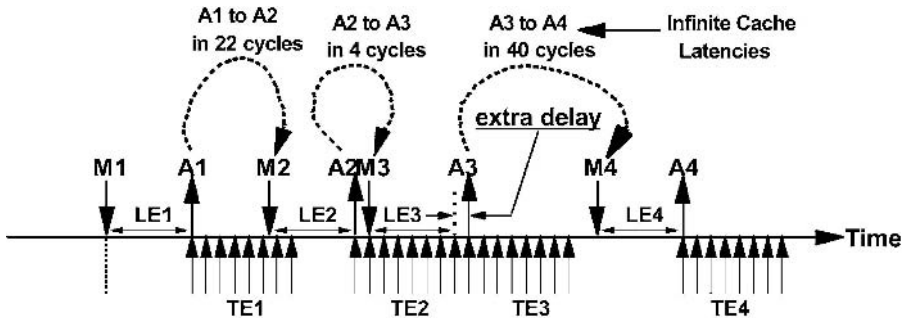 A1 to A2
in 22 cycles
A2 to A3
in 4 cycles
A3 to A4
in 40 cycles
Infinite Cache
Latencies
extra delay
M1 A1 M2 A2 M3 A3 M4 A4
LE1 LE2 LE3 LE4
Time
TE1 TE2 TE3 TE4